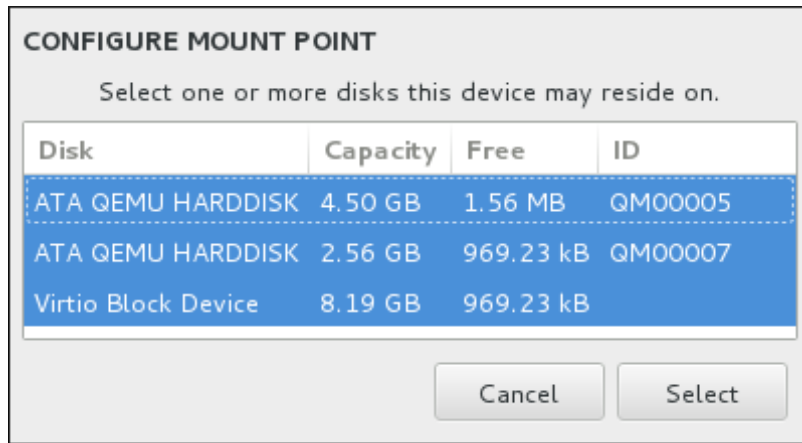 CONFIGURE MOUNT POINT
Select one or more disks this device may reside on.
Disk Capacity Free ID
ATA QEMU HARDDISK 4.50 GB 1.56 MB QM00005
ATA QEMU HARDDISK 2.56 GB 969.23 kB QM00007
Virtio Block Device 8.19 GB 969.23 kB
Cancel Select